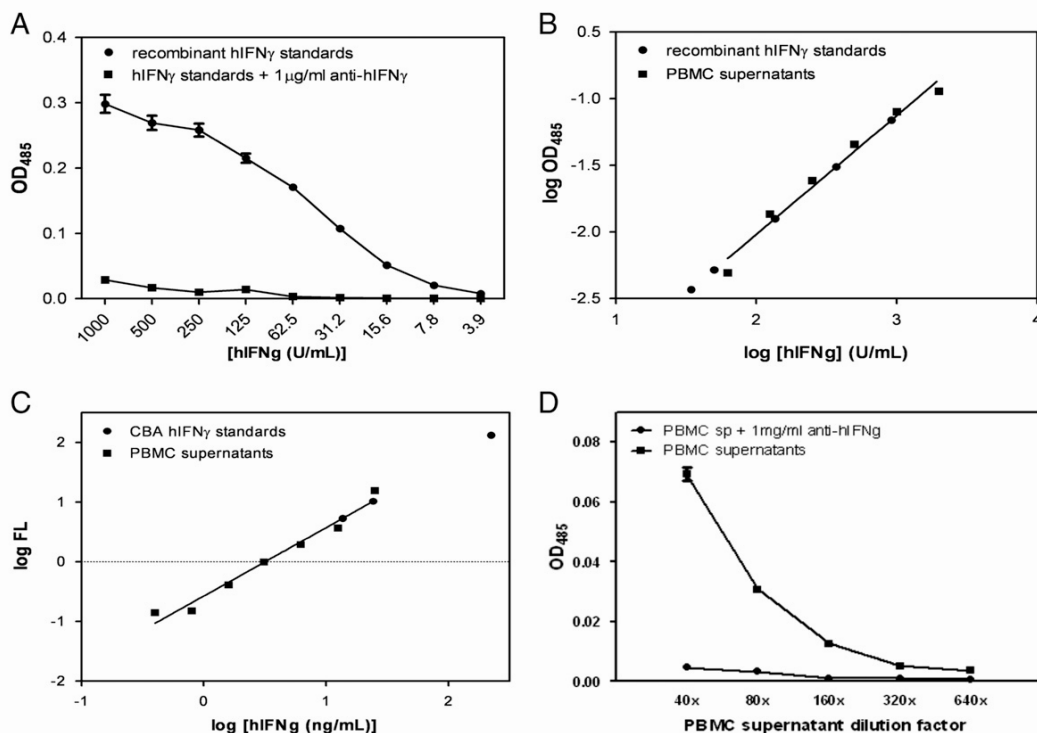 A
0.4
0.3
0.2
0.1
0.0
OD485
recombinant hIFNγ standards
hIFNγ standards + 1μg/ml anti-hIFNγ
1000
500
250
125
62.5
31.2
15.6
7.8
3.9
[hIFNg (U/mL)]
B
-0.5
-1.0
-1.5
-2.0
-2.5
log OD485
recombinant hIFNγ standards
PBMC supernatants
1
2
3
4
log [hIFNg] (U/mL)
C
2
1
0
-1
-2
log FL
CBA hIFNγ standards
PBMC supernatants
0
1
2
log [hIFNg (ng/mL)]
D
0.08
0.06
0.04
0.02
0.00
OD485
PBMC sp + 1mg/ml anti-hIFNg
PBMC supernatants
40x
80x
160x
320x
640x
PBMC supernatant dilution factor